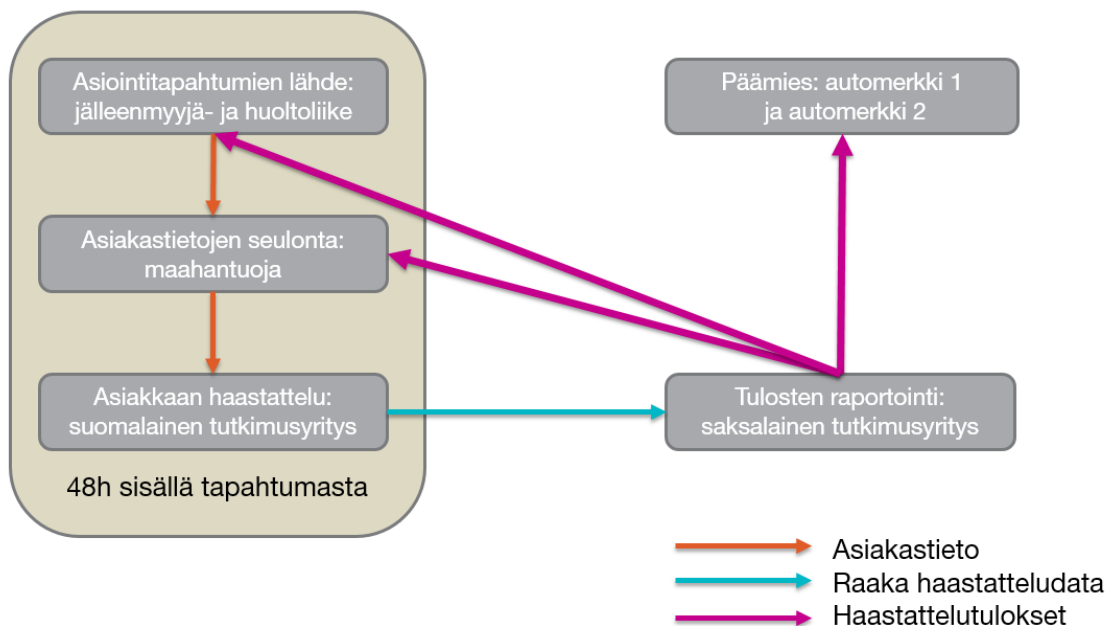 Asiointitapahtumien lähde:
jälleenmyyjä- ja huoltoliike
Päämies: automerkki 1
ja automerkki 2
Asiakastietojen seulonta:
maahantuoja
Asiakkaan haastattelu:
suomalainen tutkimusyritys
Tulosten raportointi:
saksalainen tutkimusyritys
48h sisällä tapahtumasta
Asiakastieto
Raaka haastatteludata
Haastattelutulokset